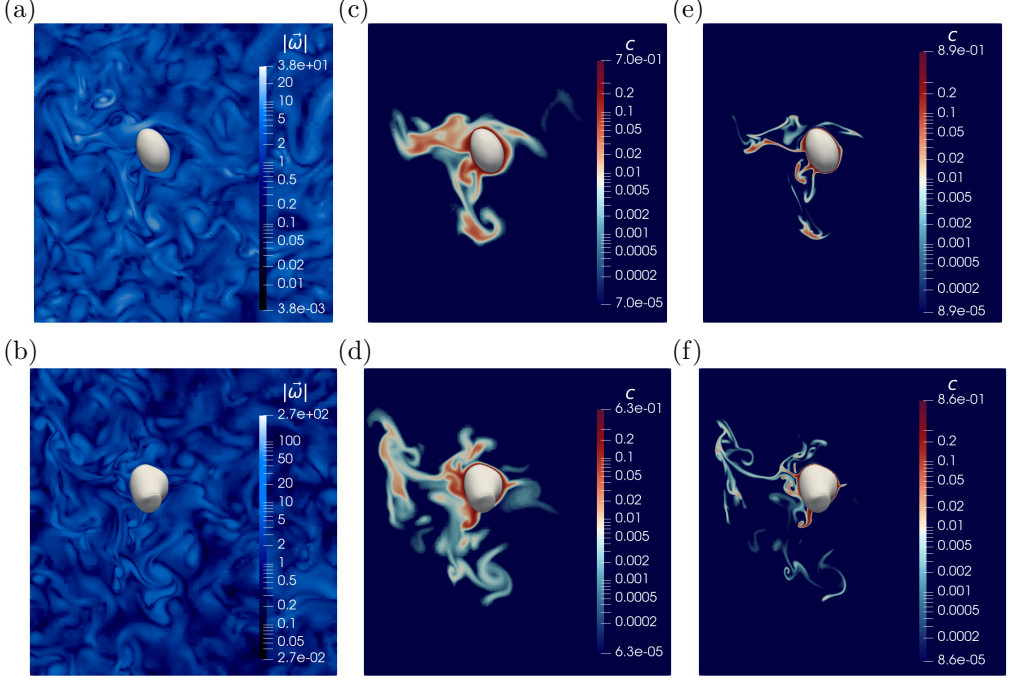 (a)
|ω⃗|
3.8e+01
20
10
5
2
1
0.5
0.2
0.1
0.05
0.02
0.01
3.8e-03
(c)
c
7.0e-01
0.2
0.1
0.05
0.02
0.01
0.005
0.002
0.001
0.0005
0.0002
7.0e-05
(e)
c
8.9e-01
0.2
0.1
0.05
0.02
0.01
0.005
0.002
0.001
0.0005
0.0002
8.9e-05
(b)
|ω⃗|
2.7e+02
100
50
20
10
5
2
1
0.5
0.2
0.1
0.05
2.7e-02
(d)
c
6.3e-01
0.2
0.1
0.05
0.02
0.01
0.005
0.002
0.001
0.0005
0.0002
6.3e-05
(f)
c
8.6e-01
0.2
0.1
0.05
0.02
0.01
0.005
0.002
0.001
0.0005
0.0002
8.6e-05